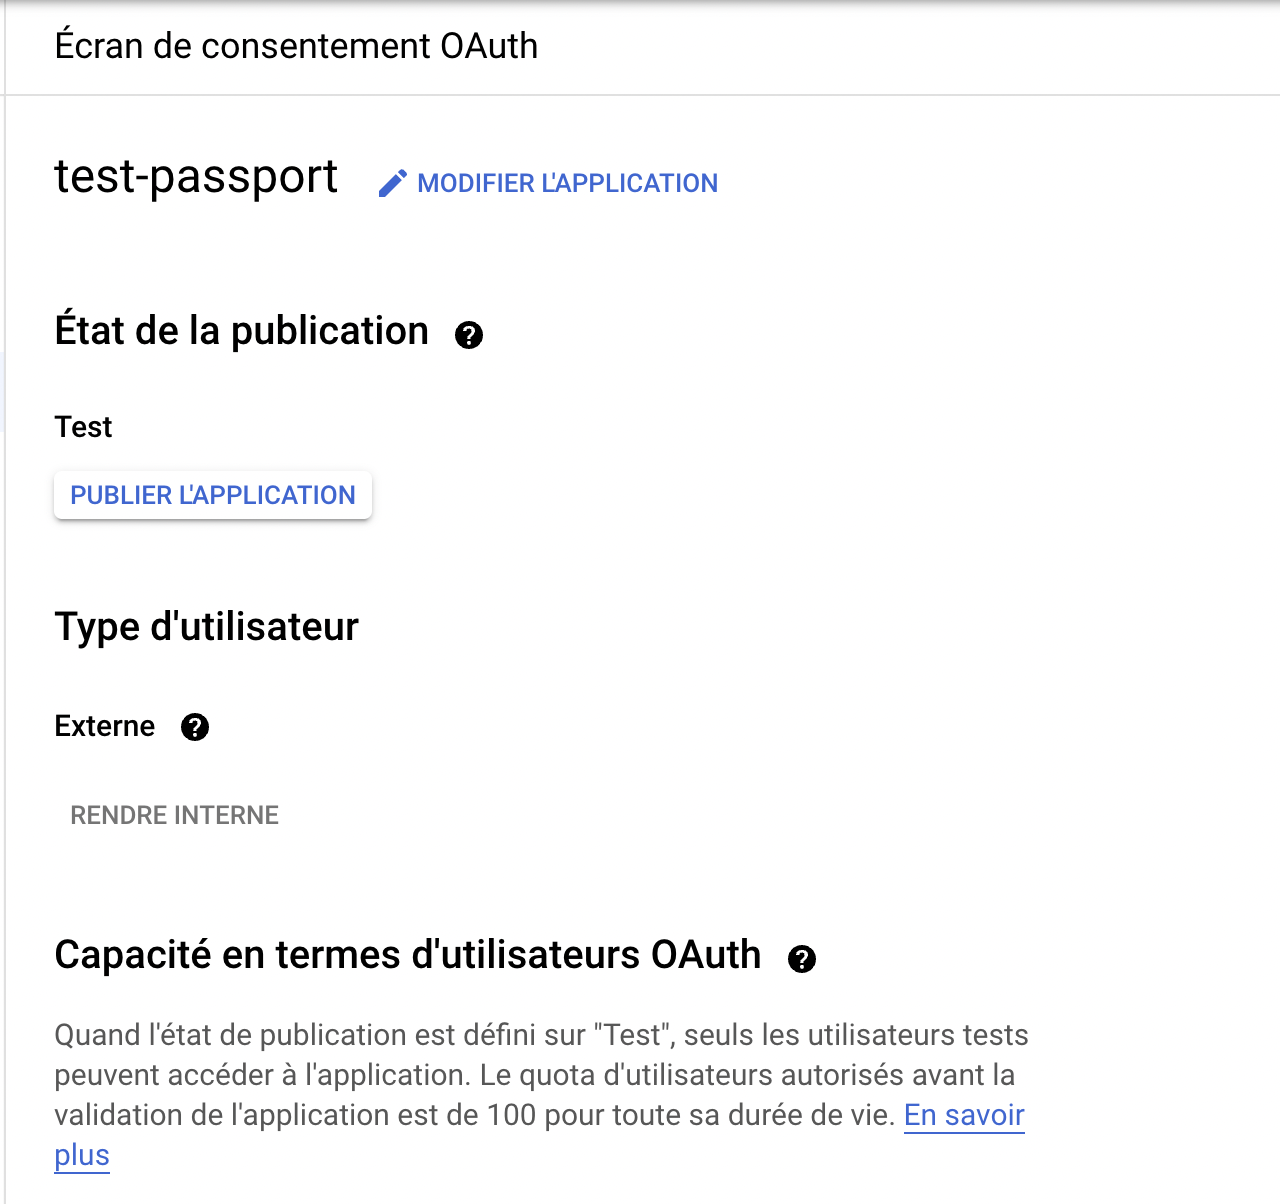 Écran de consentement OAuth
test-passport
MODIFIER L'APPLICATION
État de la publication
Test
PUBLIER L'APPLICATION
Type d'utilisateur
Externe
RENDRE INTERNE
Capacité en termes d'utilisateurs OAuth
Quand l'état de publication est défini sur "Test", seuls les utilisateurs tests
peuvent accéder à l'application. Le quota d'utilisateurs autorisés avant la
validation de l'application est de 100 pour toute sa durée de vie. En savoir
plus